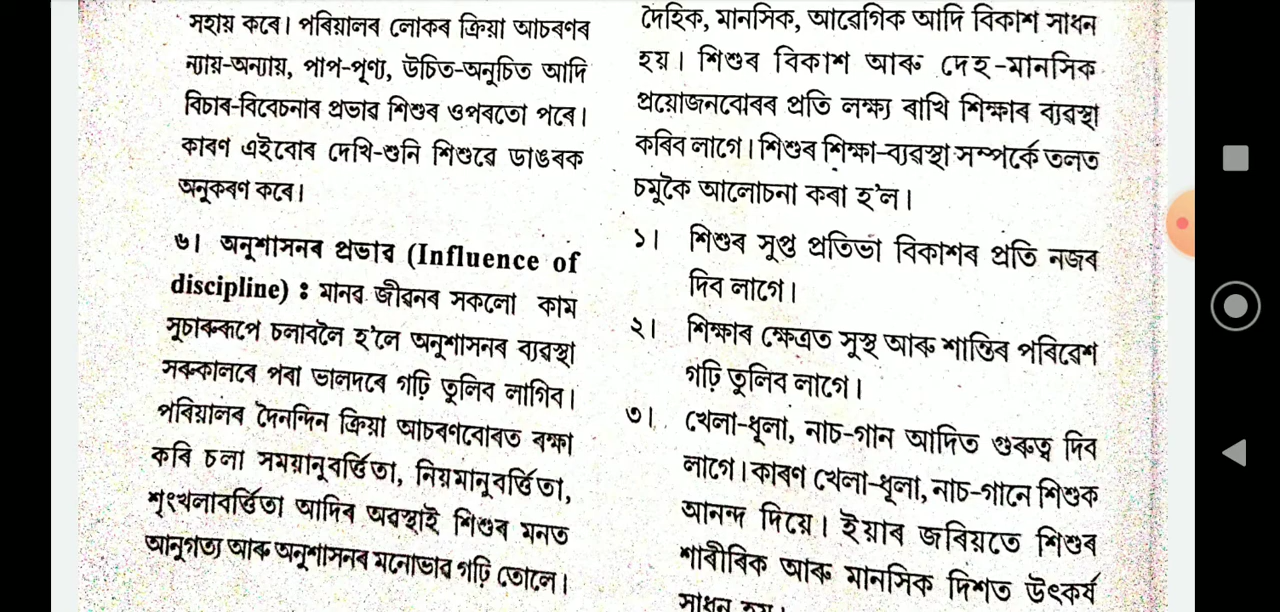 সহায় কৰে। পৰিয়ালৰ লোকৰ ক্ৰিয়া আচৰণৰ
ন্যায়-অন্যায়, পাপ-পূণ্য, উচিত-অনুচিত আদি
বিচাৰ-বিবেচনাৰ প্ৰভাৱ শিশুৰ ওপৰতো পৰে।
কাৰণ এইবোৰ দেখি-শুনি শিশুৱে ডাঙৰক
অনুকৰণ কৰে।
৬। অনুশাসনৰ প্ৰভাৱ (Influence of
discipline) : মানৱ জীৱনৰ সকলো কাম
সুচাৰুৰূপে চলাবলৈ হ'লে অনুশাসনৰ ব্যৱস্থা
সৰুকালৰে পৰা ভালদৰে গঢ়ি তুলিব লাগিব।
পৰিয়ালৰ দৈনন্দিন ক্ৰিয়া আচৰণবোৰত ৰক্ষা
কৰি চলা সময়ানুবৰ্ত্তিতা, নিয়মানুবৰ্ত্তিতা,
শৃংখলাবৰ্ত্তিতা আদিৰ অৱস্থাই শিশুৰ মনত
আনুগত্য আৰু অনুশাসনৰ মনোভাৱ গঢ়ি তোলে।
দৈহিক, মানসিক, আৱেগিক আদি বিকাশ সাধন
হয়। শিশুৰ বিকাশ আৰু দেহ-মানসিক
প্ৰয়োজনবোৰৰ প্ৰতি লক্ষ্য ৰাখি শিক্ষাৰ ব্যৱস্থা
কৰিব লাগে। শিশুৰ শিক্ষা-ব্যৱস্থা সম্পৰ্কে তলত
চমুকৈ আলোচনা কৰা হ'ল।
১। শিশুৰ সুপ্ত প্ৰতিভা বিকাশৰ প্ৰতি নজৰ
দিব লাগে।
২। শিক্ষাৰ ক্ষেত্ৰত সুস্থ আৰু শান্তিৰ পৰিৱেশ
গঢ়ি তুলিব লাগে।
৩। খেলা-ধূলা, নাচ-গান আদিত গুৰুত্ব দিব
লাগে। কাৰণ খেলা-ধূলা, নাচ-গানে শিশুক
আনন্দ দিয়ে। ইয়াৰ জৰিয়তে শিশুৰ
শাৰীৰিক আৰু মানসিক দিশত উৎকৰ্ষ
সাধন হয়।